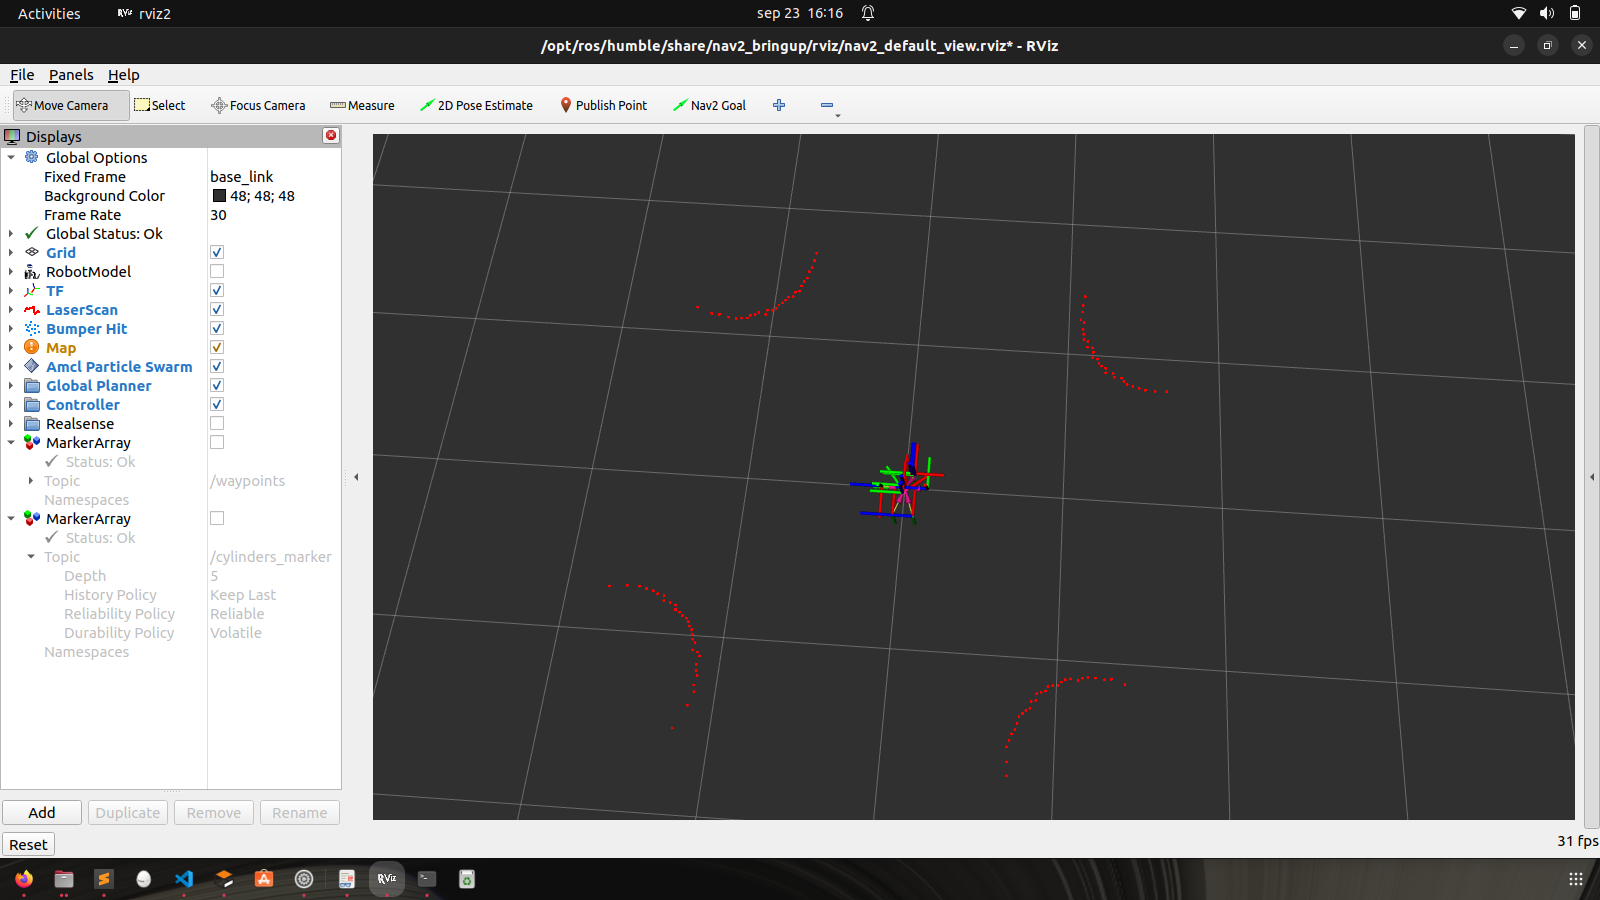 Activities RViz rviz2 sep 23 16:16
/opt/ros/humble/share/nav2_bringup/rviz/nav2_default_view.rviz* - RViz
File Panels Help
Move Camera Select Focus Camera Measure 2D Pose Estimate Publish Point Nav2 Goal
Displays
Global Options
Fixed Frame base_link
Background Color 48; 48; 48
Frame Rate 30
Global Status: Ok
Grid
RobotModel
TF
LaserScan
Bumper Hit
Map
Amcl Particle Swarm
Global Planner
Controller
Realsense
MarkerArray
Status: Ok
Topic /waypoints
Namespaces
MarkerArray
Status: Ok
Topic /cylinders_marker
Depth 5
History Policy Keep Last
Reliability Policy Reliable
Durability Policy Volatile
Namespaces
Add Duplicate Remove Rename
Reset 31 fps
RViz